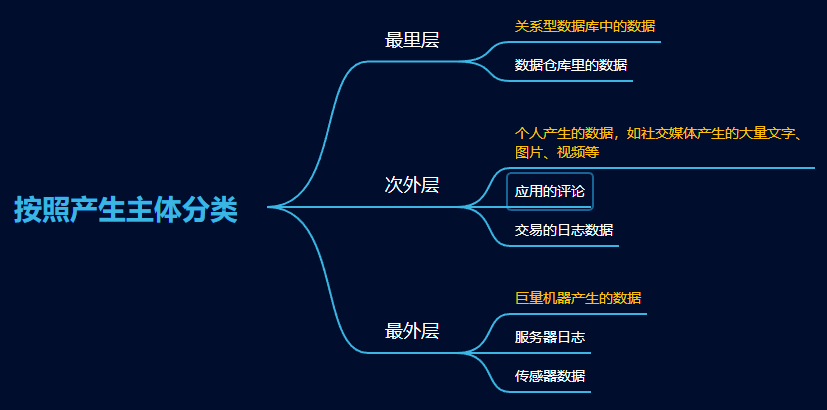 按照产生主体分类
最里层
关系型数据库中的数据
数据仓库里的数据
次外层
个人产生的数据，如社交媒体产生的大量文字、
图片、视频等
应用的评论
交易的日志数据
最外层
巨量机器产生的数据
服务器日志
传感器数据